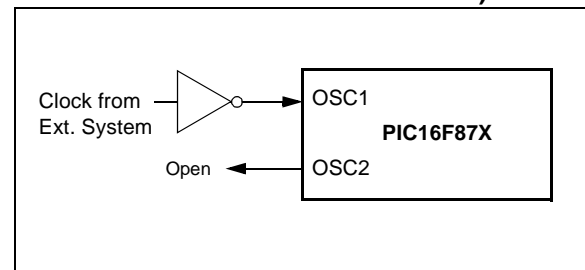 Clock from
Ext. System
OSC1
PIC16F87X
Open
OSC2